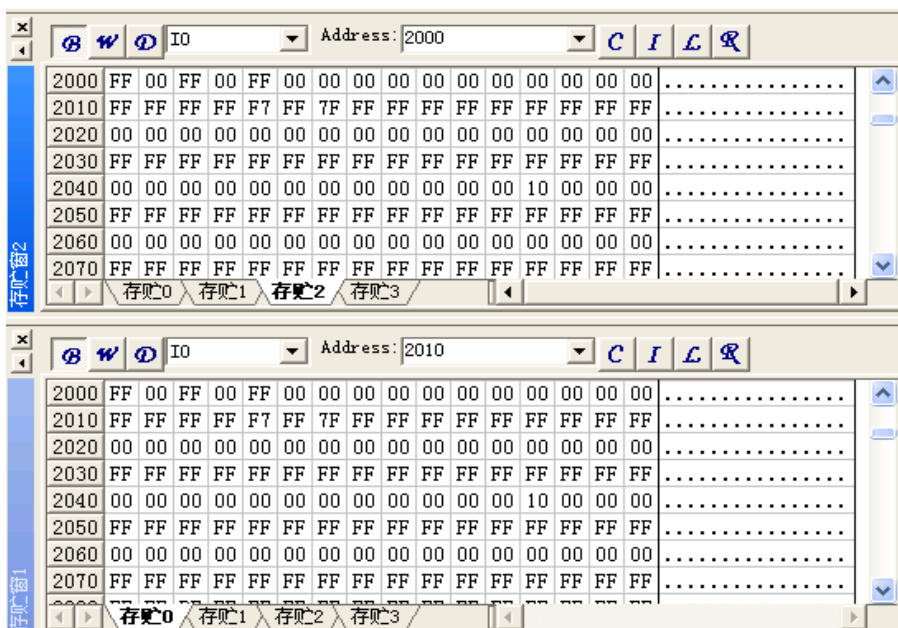 B W D IO Address: 2000 C I L R
2000 FF 00 FF 00 FF 00 00 00 00 00 00 00 00 00 00 00 ................
2010 FF FF FF FF F7 FF 7F FF FF FF FF FF FF FF FF FF ................
2020 00 00 00 00 00 00 00 00 00 00 00 00 00 00 00 00 ................
2030 FF FF FF FF FF FF FF FF FF FF FF FF FF FF FF FF ................
2040 00 00 00 00 00 00 00 00 00 00 00 00 10 00 00 00 ................
2050 FF FF FF FF FF FF FF FF FF FF FF FF FF FF FF FF ................
2060 00 00 00 00 00 00 00 00 00 00 00 00 00 00 00 00 ................
2070 FF FF FF FF FF FF FF FF FF FF FF FF FF FF FF FF ................
存贮窗2
存贮0 存贮1 存贮2 存贮3
B W D IO Address: 2010 C I L R
2000 FF 00 FF 00 FF 00 00 00 00 00 00 00 00 00 00 00 ................
2010 FF FF FF FF F7 FF 7F FF FF FF FF FF FF FF FF FF ................
2020 00 00 00 00 00 00 00 00 00 00 00 00 00 00 00 00 ................
2030 FF FF FF FF FF FF FF FF FF FF FF FF FF FF FF FF ................
2040 00 00 00 00 00 00 00 00 00 00 00 00 10 00 00 00 ................
2050 FF FF FF FF FF FF FF FF FF FF FF FF FF FF FF FF ................
2060 00 00 00 00 00 00 00 00 00 00 00 00 00 00 00 00 ................
2070 FF FF FF FF FF FF FF FF FF FF FF FF FF FF FF FF ................
存贮窗1
存贮0 存贮1 存贮2 存贮3